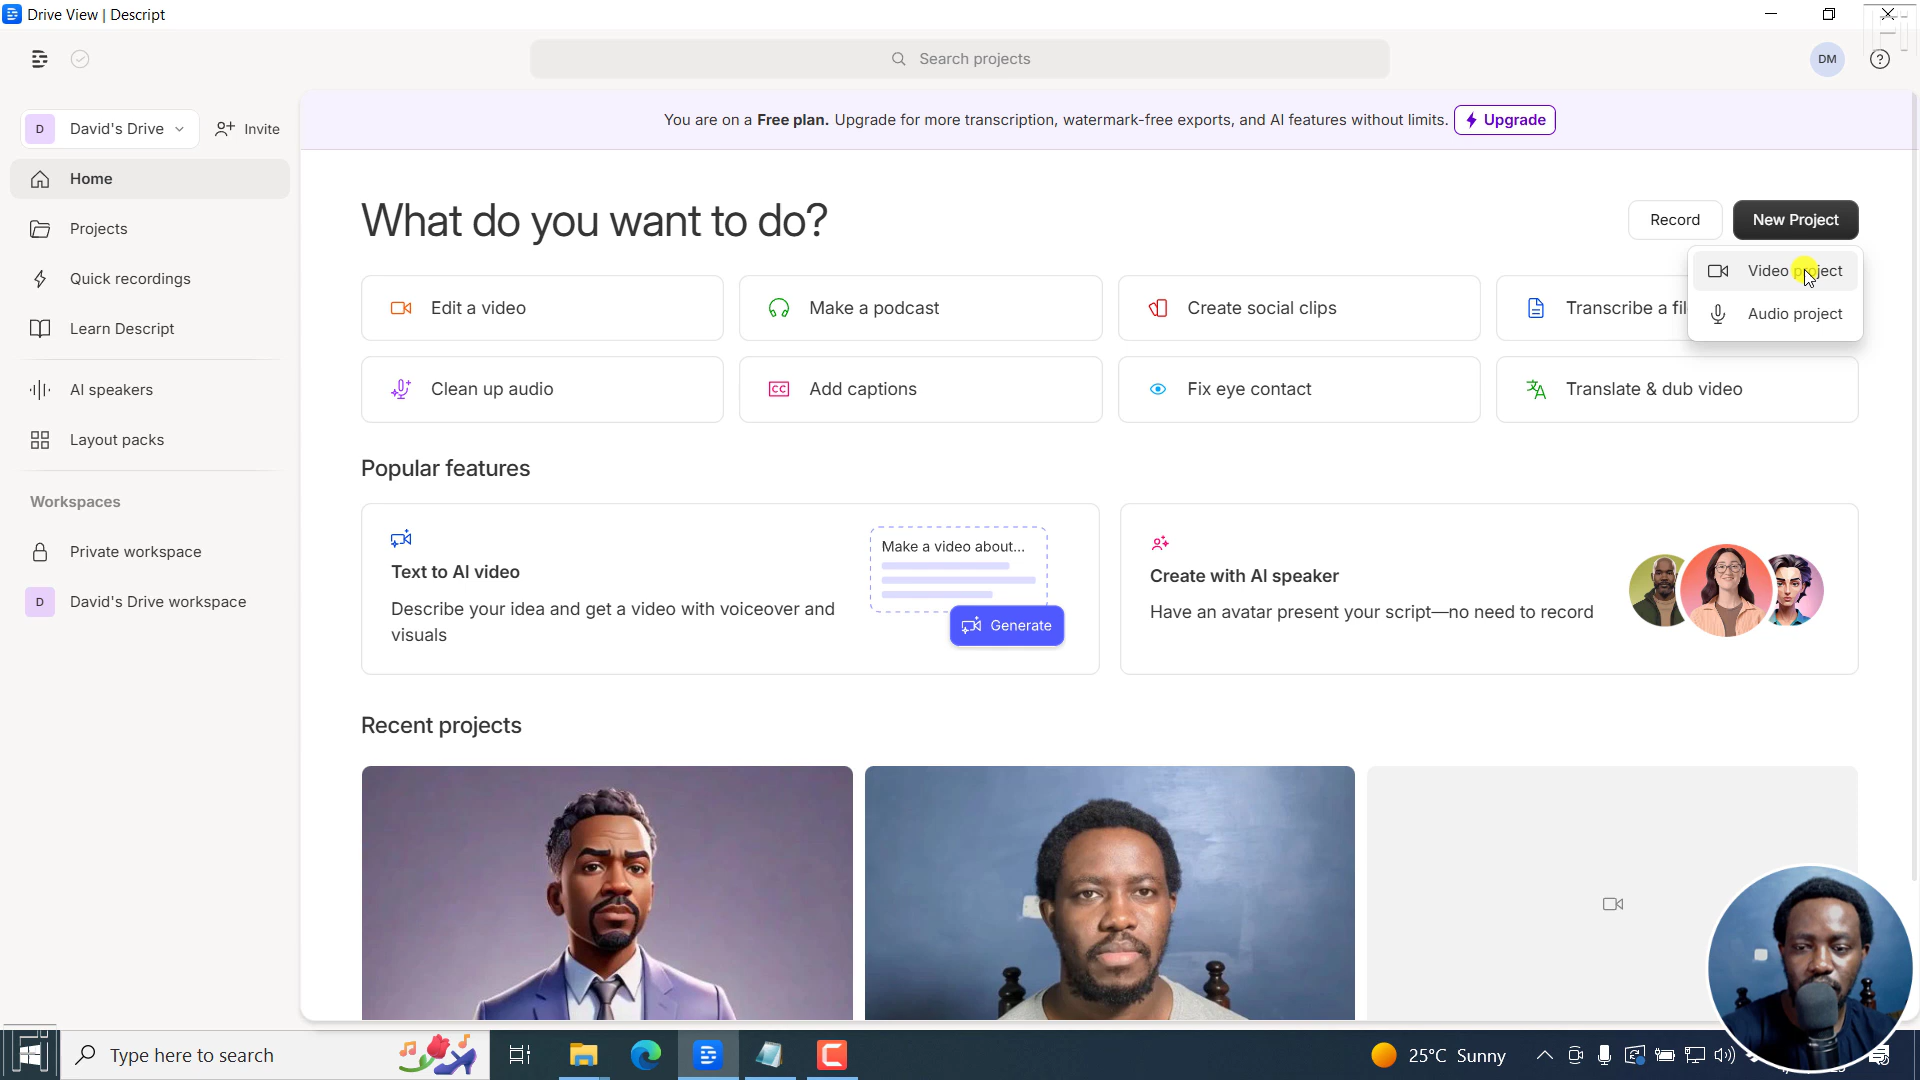 Drive View | Descript
Search projects
DM
D David's Drive
Invite
You are on a Free plan. Upgrade for more transcription, watermark-free exports, and AI features without limits.
Upgrade
Home
Projects
Quick recordings
Learn Descript
AI speakers
Layout packs
Workspaces
Private workspace
D David's Drive workspace
What do you want to do?
Record
New Project
Video project
Audio project
Edit a video
Make a podcast
Create social clips
Transcribe a fil
Clean up audio
CC Add captions
Fix eye contact
Translate & dub video
Popular features
Text to AI video
Describe your idea and get a video with voiceover and
visuals
Make a video about...
Generate
Create with AI speaker
Have an avatar present your script—no need to record
Recent projects
Type here to search
25°C Sunny